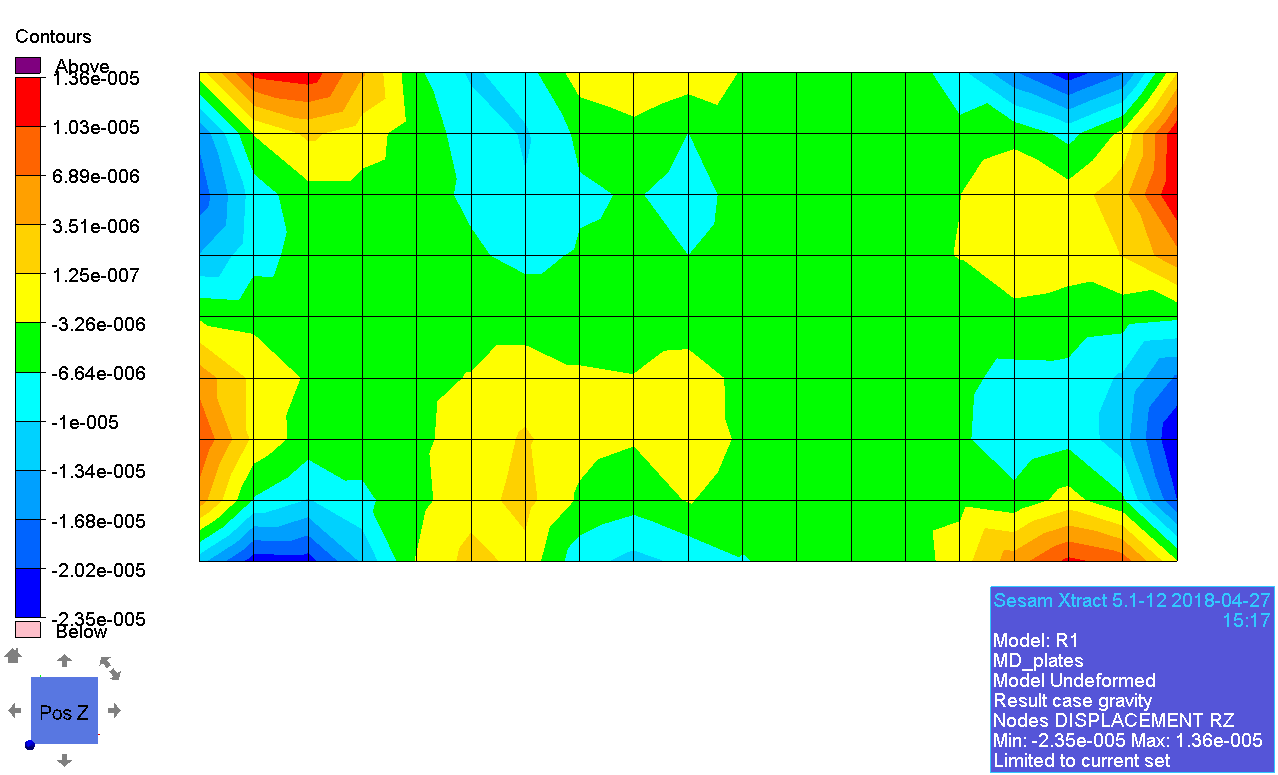 Contours
Above
1.36e-005
1.03e-005
6.89e-006
3.51e-006
1.25e-007
-3.26e-006
-6.64e-006
-1e-005
-1.34e-005
-1.68e-005
-2.02e-005
-2.35e-005
Below
Pos Z
Sesam Xtract 5.1-12 2018-04-27
15:17
Model: R1
MD_plates
Model Undeformed
Result case gravity
Nodes DISPLACEMENT RZ
Min: -2.35e-005 Max: 1.36e-005
Limited to current set